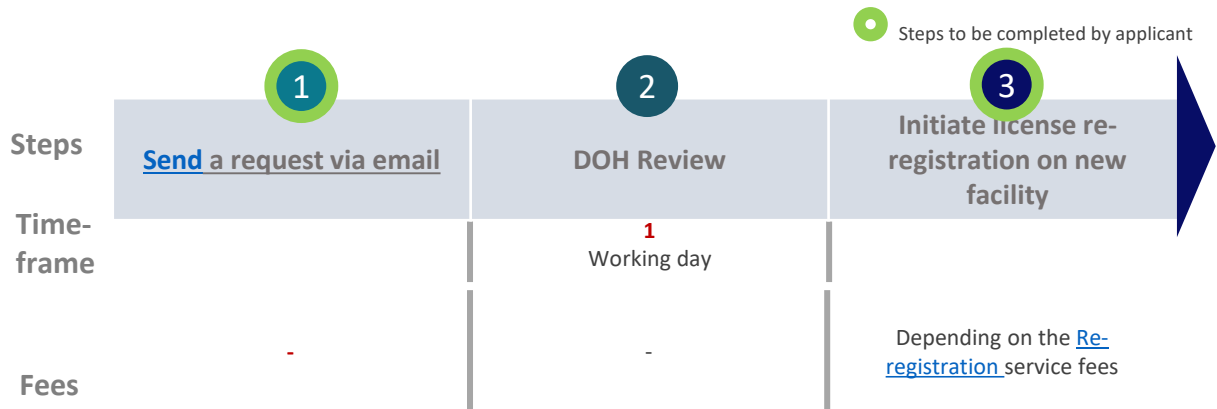 Steps to be completed by applicant
1
2
3
Steps
Send a request via email
DOH Review
Initiate license re-
registration on new
facility
Time-
frame
1
Working day
Fees
-
-
Depending on the Re-
registration service fees